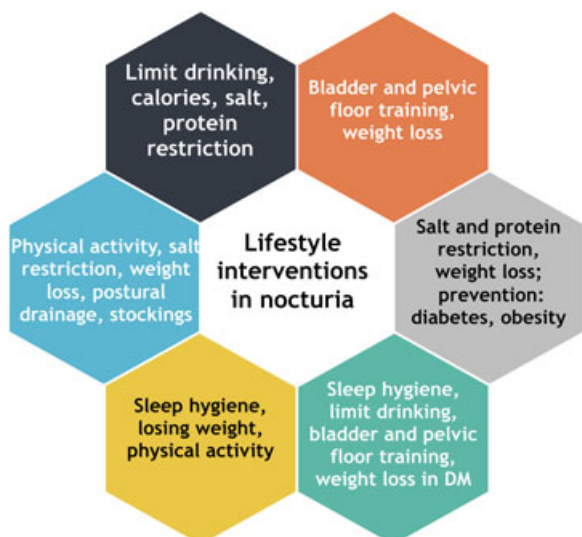 Limit drinking,
calories, salt,
protein
restriction
Bladder and pelvic
floor training,
weight loss
Physical activity, salt
restriction, weight
loss, postural
drainage, stockings
Lifestyle
interventions
in nocturia
Salt and protein
restriction,
weight loss;
prevention:
diabetes, obesity
Sleep hygiene,
losing weight,
physical activity
Sleep hygiene,
limit drinking,
bladder and pelvic
floor training,
weight loss in DM